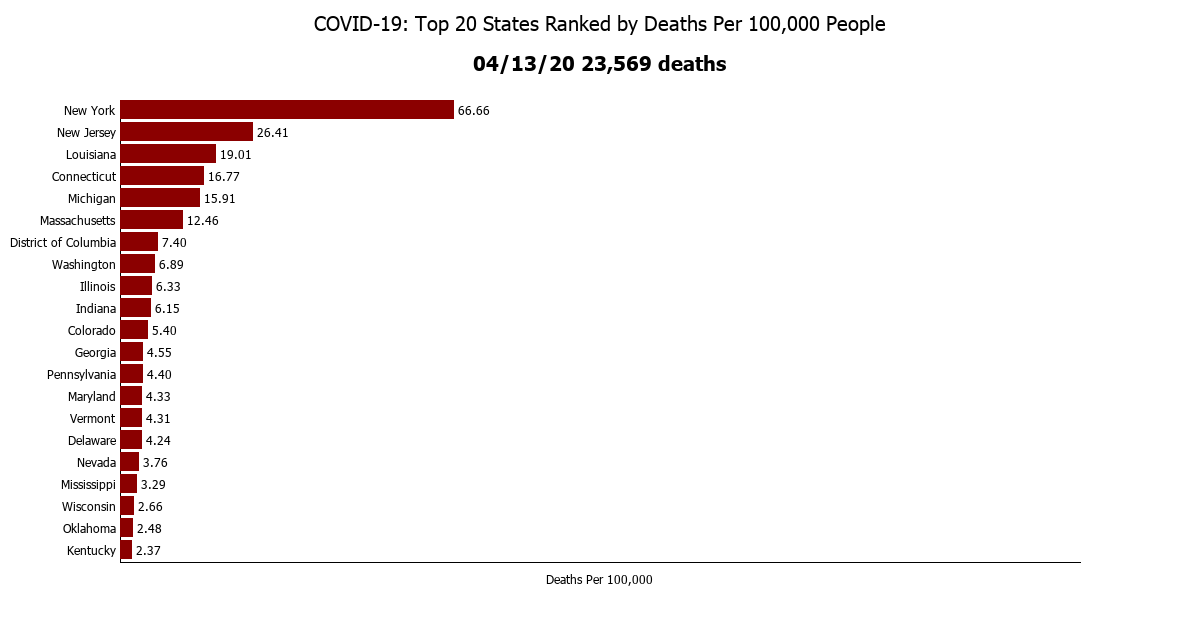 COVID-19: Top 20 States Ranked by Deaths Per 100,000 People
04/13/20 23,569 deaths
New York 66.66
New Jersey 26.41
Louisiana 19.01
Connecticut 16.77
Michigan 15.91
Massachusetts 12.46
District of Columbia 7.40
Washington 6.89
Illinois 6.33
Indiana 6.15
Colorado 5.40
Georgia 4.55
Pennsylvania 4.40
Maryland 4.33
Vermont 4.31
Delaware 4.24
Nevada 3.76
Mississippi 3.29
Wisconsin 2.66
Oklahoma 2.48
Kentucky 2.37
Deaths Per 100,000